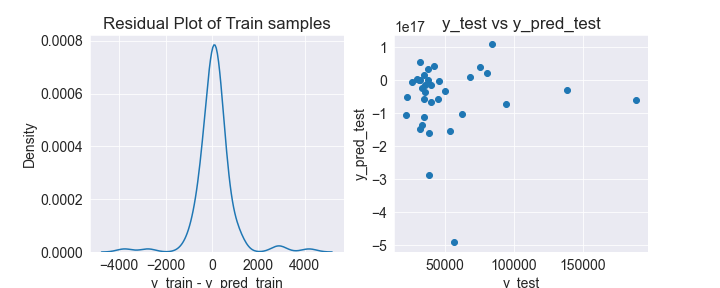 Residual Plot of Train samples
0.0008
0.0006
0.0004
0.0002
0.0000
Density
−4000
−2000
0
2000
4000
y_train - y_pred_train
1e17
y_test vs y_pred_test
1
0
−1
−2
−3
−4
−5
y_pred_test
50000
100000
150000
y_test